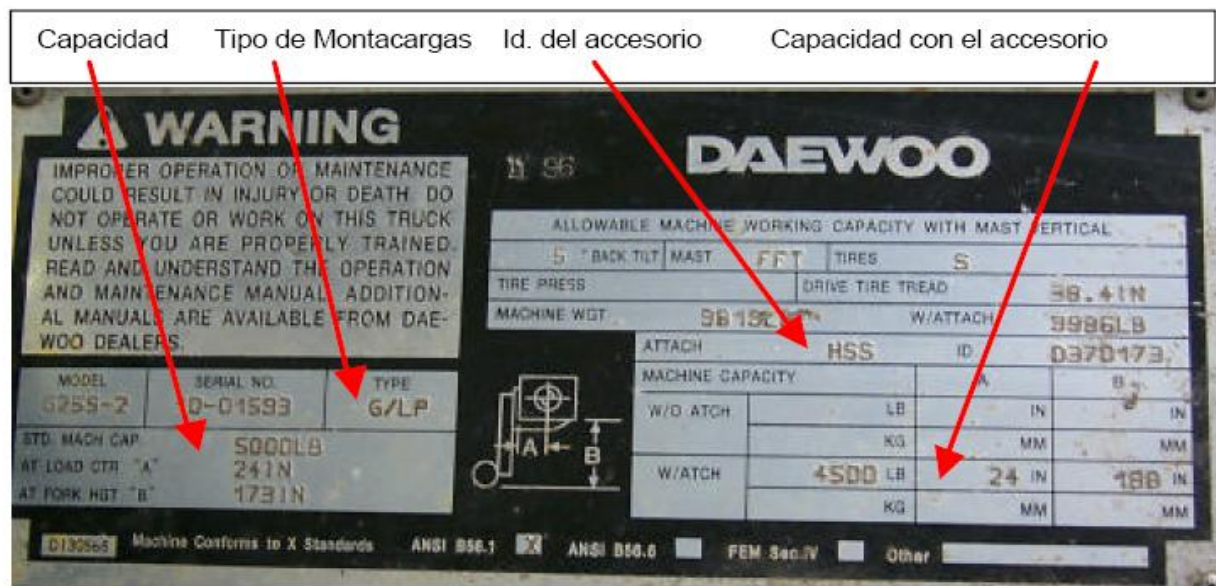 Capacidad Tipo de Montacargas Id. del accesorio Capacidad con el accesorio
WARNING
IMPROPER OPERATION OR MAINTENANCE
COULD RESULT IN INJURY OR DEATH. DO
NOT OPERATE OR WORK ON THIS TRUCK
UNLESS YOU ARE PROPERLY TRAINED.
READ AND UNDERSTAND THE OPERATION
AND MAINTENANCE MANUAL. ADDITION-
AL MANUALS ARE AVAILABLE FROM DAE-
WOO DEALERS.
MODEL SERIAL NO. TYPE
G25S-2 G/LP
STD. MACH CAP. 5000LB
AT LOAD CTR. "A" 24IN
AT FORK HGT "B" 173IN
96
DAEWOO
ALLOWABLE MACHINE WORKING CAPACITY WITH MAST VERTICAL
5 ° BACK TILT MAST FFT TIRES S
TIRE PRESS DRIVE TIRE TREAD 38.4IN
MACHINE WGT W/ATTACH 9986LB
ATTACH HSS ID D37D173
MACHINE CAPACITY A B
W/O ATCH LB IN IN
KG MM MM
W/ATCH 4500 LB 24 IN 188 IN
KG MM MM
A
B
D130565 Machine Conforms to X Standards ANSI B56.1 X ANSI B56.6 FEM Sec.IV Other